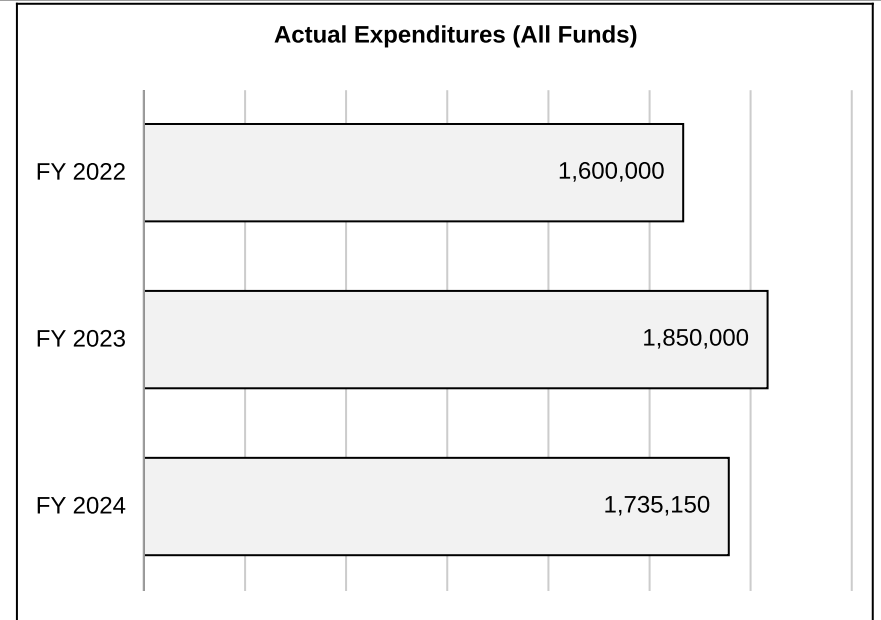 Actual Expenditures (All Funds)
FY 2022 1,600,000
FY 2023 1,850,000
FY 2024 1,735,150